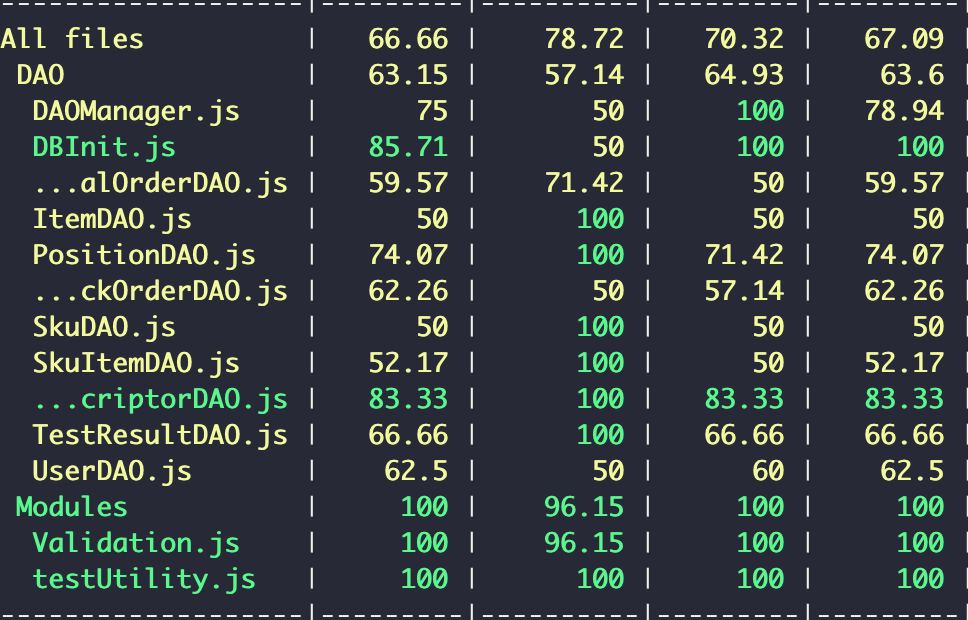 -------------------|---------|----------|---------|---------|
All files          |   66.66 |    78.72 |   70.32 |   67.09 |
 DAO               |   63.15 |    57.14 |   64.93 |    63.6 |
  DAOManager.js    |      75 |       50 |     100 |   78.94 |
  DBInit.js        |   85.71 |       50 |     100 |     100 |
  ...alOrderDAO.js |   59.57 |    71.42 |      50 |   59.57 |
  ItemDAO.js       |      50 |      100 |      50 |      50 |
  PositionDAO.js   |   74.07 |      100 |   71.42 |   74.07 |
  ...ckOrderDAO.js |   62.26 |       50 |   57.14 |   62.26 |
  SkuDAO.js        |      50 |      100 |      50 |      50 |
  SkuItemDAO.js    |   52.17 |      100 |      50 |   52.17 |
  ...criptorDAO.js |   83.33 |      100 |   83.33 |   83.33 |
  TestResultDAO.js |   66.66 |      100 |   66.66 |   66.66 |
  UserDAO.js       |    62.5 |       50 |      60 |    62.5 |
 Modules           |     100 |    96.15 |     100 |     100 |
  Validation.js    |     100 |    96.15 |     100 |     100 |
  testUtility.js   |     100 |      100 |     100 |     100 |
-------------------|---------|----------|---------|---------|